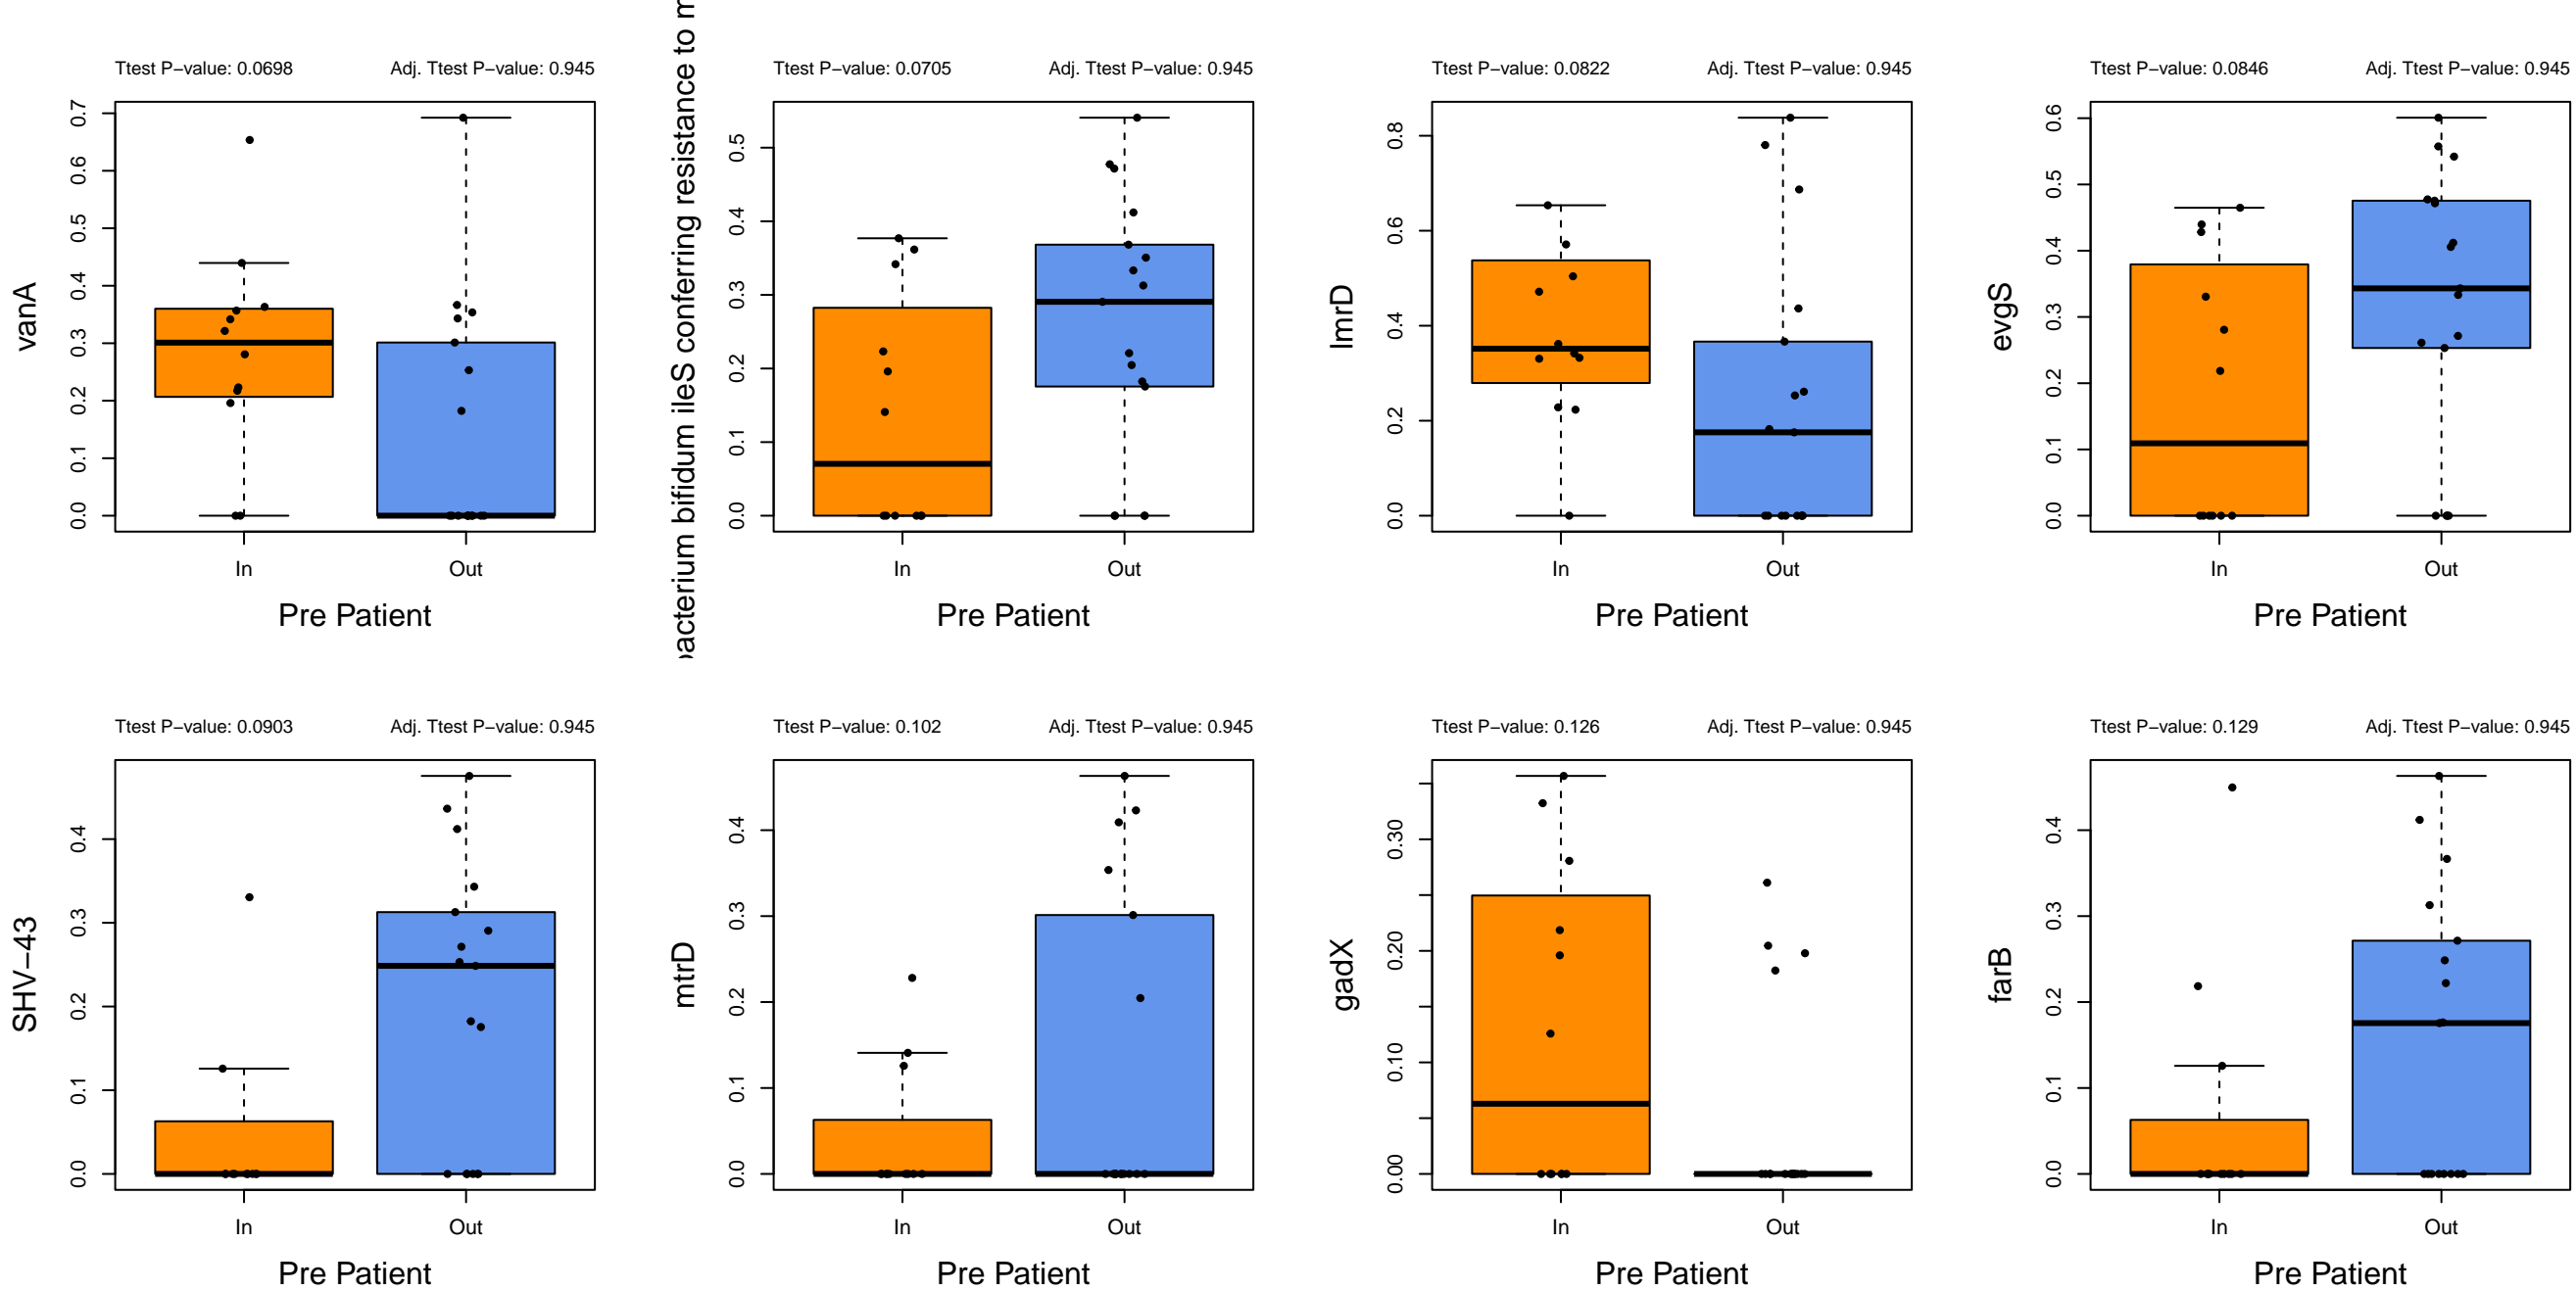 Ttest P−value: 0.0698 Adj. Ttest P−value: 0.945
vanA
0.0 0.1 0.2 0.3 0.4 0.5 0.6 0.7
In Out
Pre Patient
Ttest P−value: 0.0705 Adj. Ttest P−value: 0.945
bifidum ileS conferring resistance to
0.0 0.1 0.2 0.3 0.4 0.5
In Out
Pre Patient
Ttest P−value: 0.0822 Adj. Ttest P−value: 0.945
lmrD
0.0 0.2 0.4 0.6 0.8
In Out
Pre Patient
Ttest P−value: 0.0846 Adj. Ttest P−value: 0.945
evgS
0.0 0.1 0.2 0.3 0.4 0.5 0.6
In Out
Pre Patient
Ttest P−value: 0.0903 Adj. Ttest P−value: 0.945
SHV−43
0.0 0.1 0.2 0.3 0.4
In Out
Pre Patient
Ttest P−value: 0.102 Adj. Ttest P−value: 0.945
mtrD
0.0 0.1 0.2 0.3 0.4
In Out
Pre Patient
Ttest P−value: 0.126 Adj. Ttest P−value: 0.945
gadX
0.00 0.10 0.20 0.30
In Out
Pre Patient
Ttest P−value: 0.129 Adj. Ttest P−value: 0.945
farB
0.0 0.1 0.2 0.3 0.4
In Out
Pre Patient